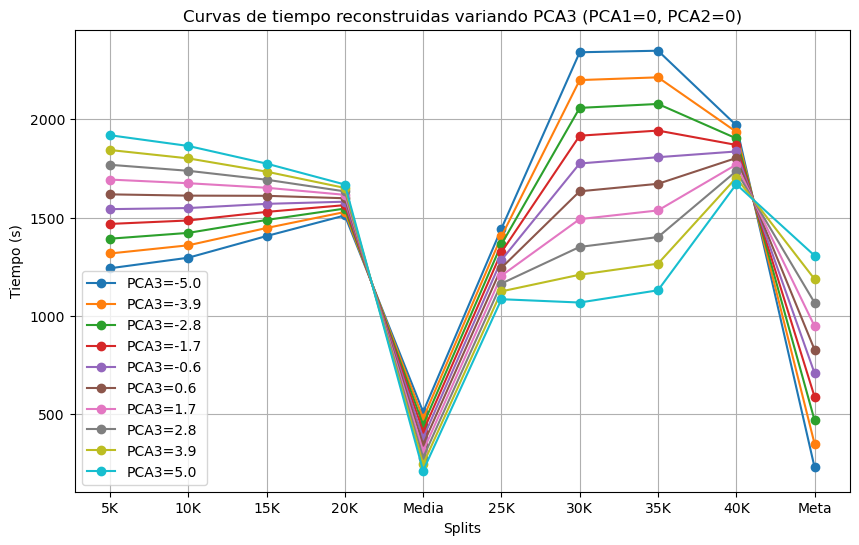 Curvas de tiempo reconstruidas variando PCA3 (PCA1=0, PCA2=0)
Tiempo (s)
2000
1500
1000
500
PCA3=-5.0
PCA3=-3.9
PCA3=-2.8
PCA3=-1.7
PCA3=-0.6
PCA3=0.6
PCA3=1.7
PCA3=2.8
PCA3=3.9
PCA3=5.0
5K 10K 15K 20K Media 25K 30K 35K 40K Meta
Splits